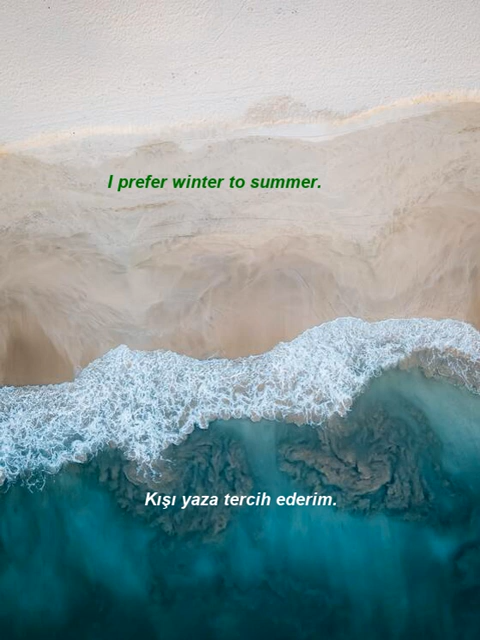 I prefer winter to summer.
Kışı yaza tercih ederim.